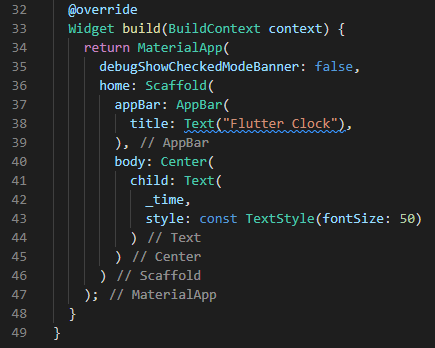 32 @override
33 Widget build(BuildContext context) {
34   return MaterialApp(
35     debugShowCheckedModeBanner: false,
36     home: Scaffold(
37       appBar: AppBar(
38         title: Text("Flutter Clock"),
39       ), // AppBar
40       body: Center(
41         child: Text(
42           _time,
43           style: const TextStyle(fontSize: 50)
44         ) // Text
45       ) // Center
46     ) // Scaffold
47   ); // MaterialApp
48 }
49 }